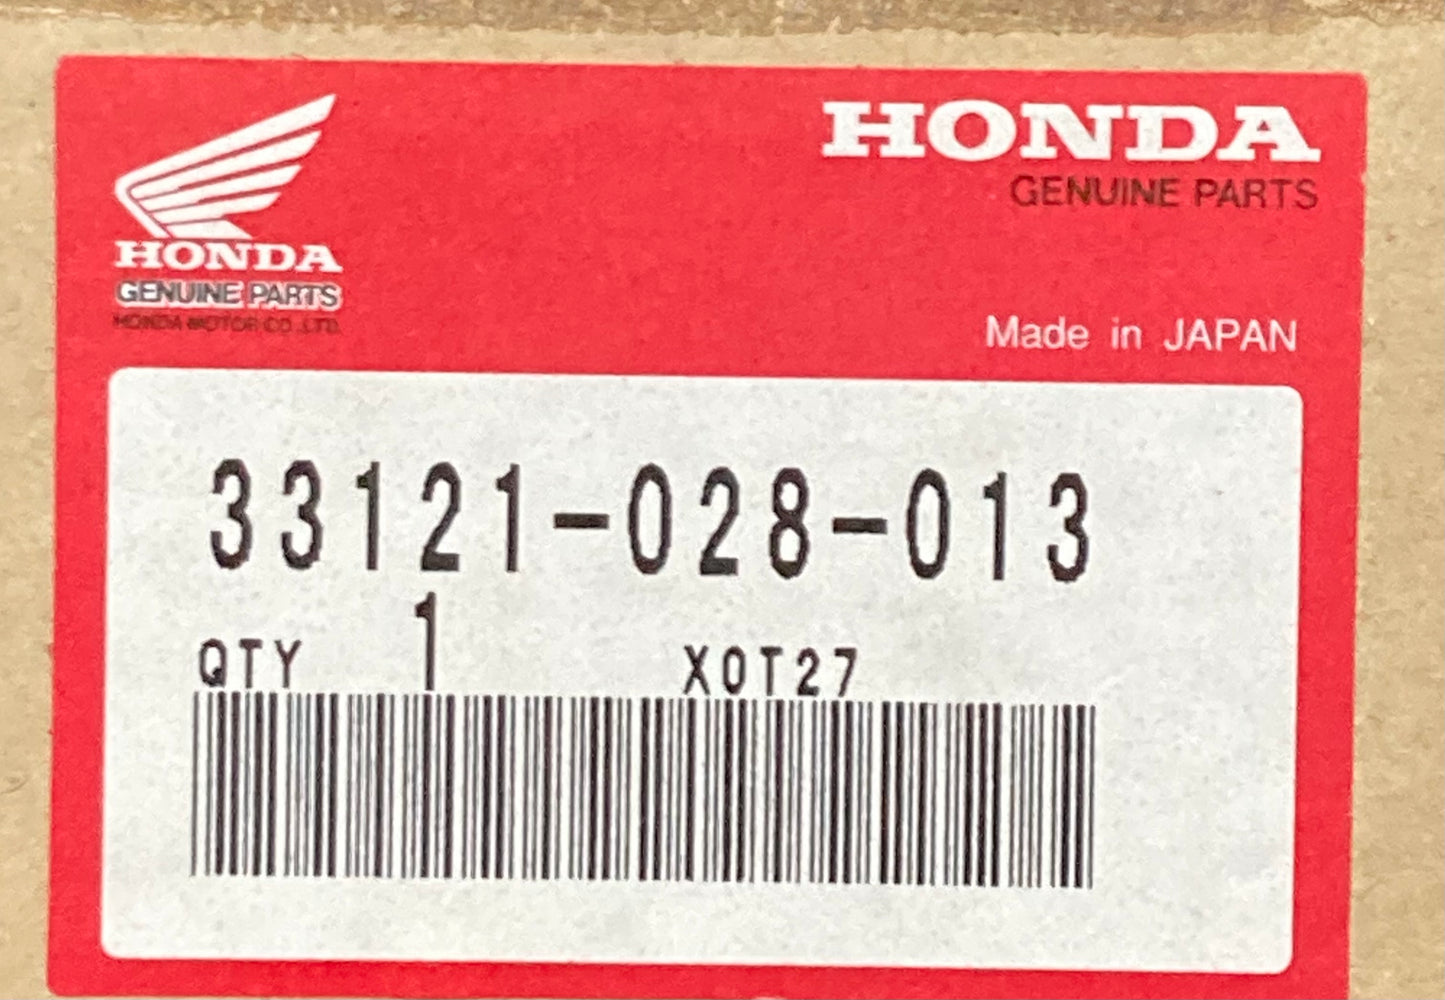 HONDA
GENUINE PARTS
HONDA MOTOR CO.,LTD.
HONDA
GENUINE PARTS
Made in JAPAN
33121-028-013
QTY 1 X0T27